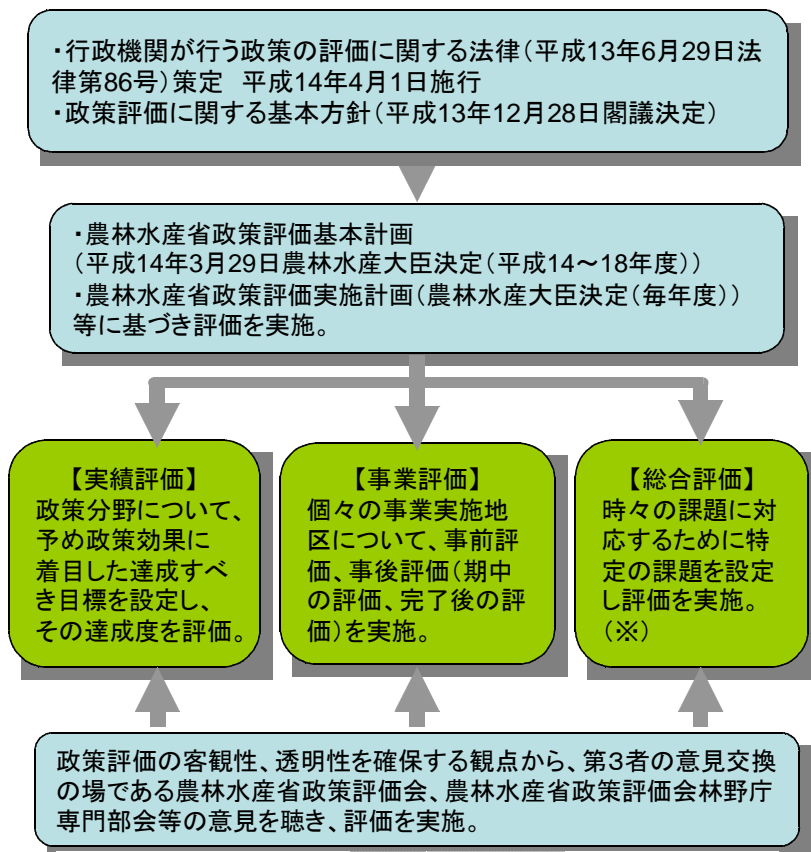 ・行政機関が行う政策の評価に関する法律（平成13年6月29日法
律第86号）策定　平成14年4月1日施行
・政策評価に関する基本方針（平成13年12月28日閣議決定）
・農林水産省政策評価基本計画
（平成14年3月29日農林水産大臣決定（平成14～18年度））
・農林水産省政策評価実施計画（農林水産大臣決定（毎年度））
等に基づき評価を実施。
【実績評価】
政策分野について、
予め政策効果に
着目した達成すべ
き目標を設定し、
その達成度を評価。
【事業評価】
個々の事業実施地
区について、事前評
価、事後評価（期中
の評価、完了後の評
価）を実施。
【総合評価】
時々の課題に対
応するために特
定の課題を設定
し評価を実施。
（※）
政策評価の客観性、透明性を確保する観点から、第3者の意見交換
の場である農林水産省政策評価会、農林水産省政策評価会林野庁
専門部会等の意見を聴き、評価を実施。